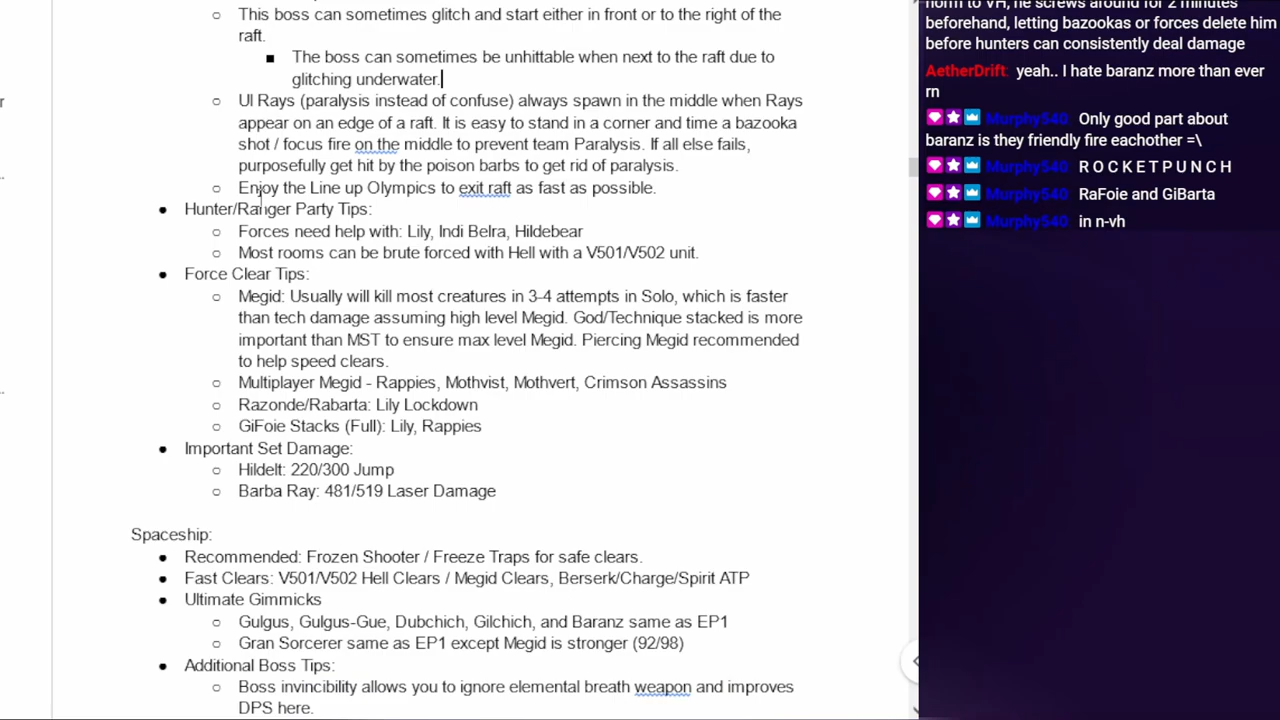 This boss can sometimes glitch and start either in front or to the right of the
raft.
The boss can sometimes be unhittable when next to the raft due to
glitching underwater.
Ul Rays (paralysis instead of confuse) always spawn in the middle when Rays
appear on an edge of a raft. It is easy to stand in a corner and time a bazooka
shot / focus fire on the middle to prevent team Paralysis. If all else fails,
purposefully get hit by the poison barbs to get rid of paralysis.
Enjoy the Line up Olympics to exit raft as fast as possible.
Hunter/Ranger Party Tips:
Forces need help with: Lily, Indi Belra, Hildebear
Most rooms can be brute forced with Hell with a V501/V502 unit.
Force Clear Tips:
Megid: Usually will kill most creatures in 3-4 attempts in Solo, which is faster
than tech damage assuming high level Megid. God/Technique stacked is more
important than MST to ensure max level Megid. Piercing Megid recommended
to help speed clears.
Multiplayer Megid - Rappies, Mothvist, Mothvert, Crimson Assassins
Razonde/Rabarta: Lily Lockdown
GiFoie Stacks (Full): Lily, Rappies
Important Set Damage:
Hildelt: 220/300 Jump
Barba Ray: 481/519 Laser Damage
Spaceship:
Recommended: Frozen Shooter / Freeze Traps for safe clears.
Fast Clears: V501/V502 Hell Clears / Megid Clears, Berserk/Charge/Spirit ATP
Ultimate Gimmicks
Gulgus, Gulgus-Gue, Dubchich, Gilchich, and Baranz same as EP1
Gran Sorcerer same as EP1 except Megid is stronger (92/98)
Additional Boss Tips:
Boss invincibility allows you to ignore elemental breath weapon and improves
DPS here.
norm to VH, he screws around for 2 minutes
beforehand, letting bazookas or forces delete him
before hunters can consistently deal damage
AetherDrift: yeah.. I hate baranz more than ever
rn
Murphy540: Only good part about
baranz is they friendly fire eachother =\
Murphy540: R O C K E T P U N C H
Murphy540: RaFoie and GiBarta
Murphy540: in n-vh